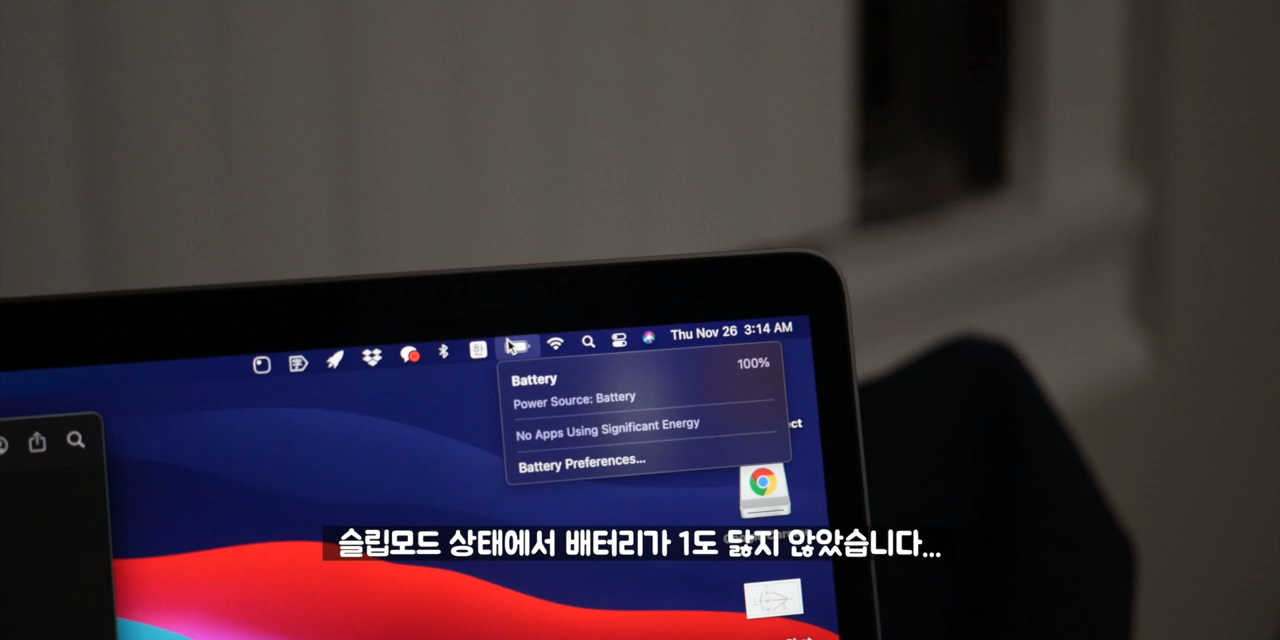 Thu Nov 26 3:14 AM
Battery 100%
Power Source: Battery
No Apps Using Significant Energy
Battery Preferences...
슬립모드 상태에서 배터리가 1도 닳지 않았습니다...